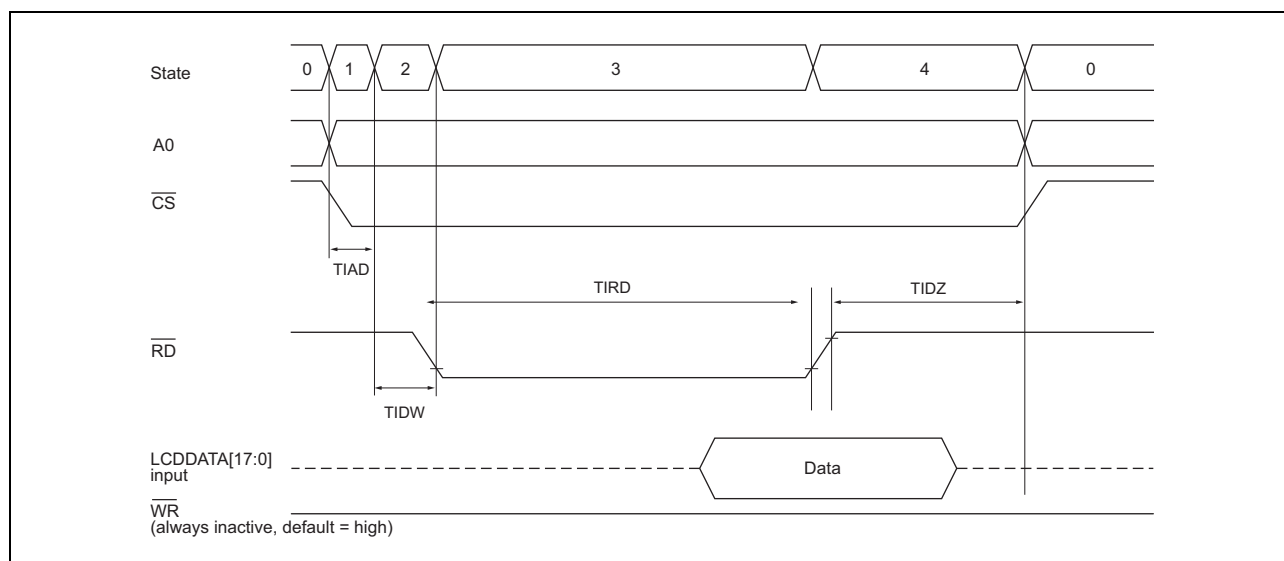 State 0 1 2 3 4 0
A0
CS
TIAD
TIRD TIDZ
RD
TIDW
LCDDATA[17:0]
input
Data
WR
(always inactive, default = high)